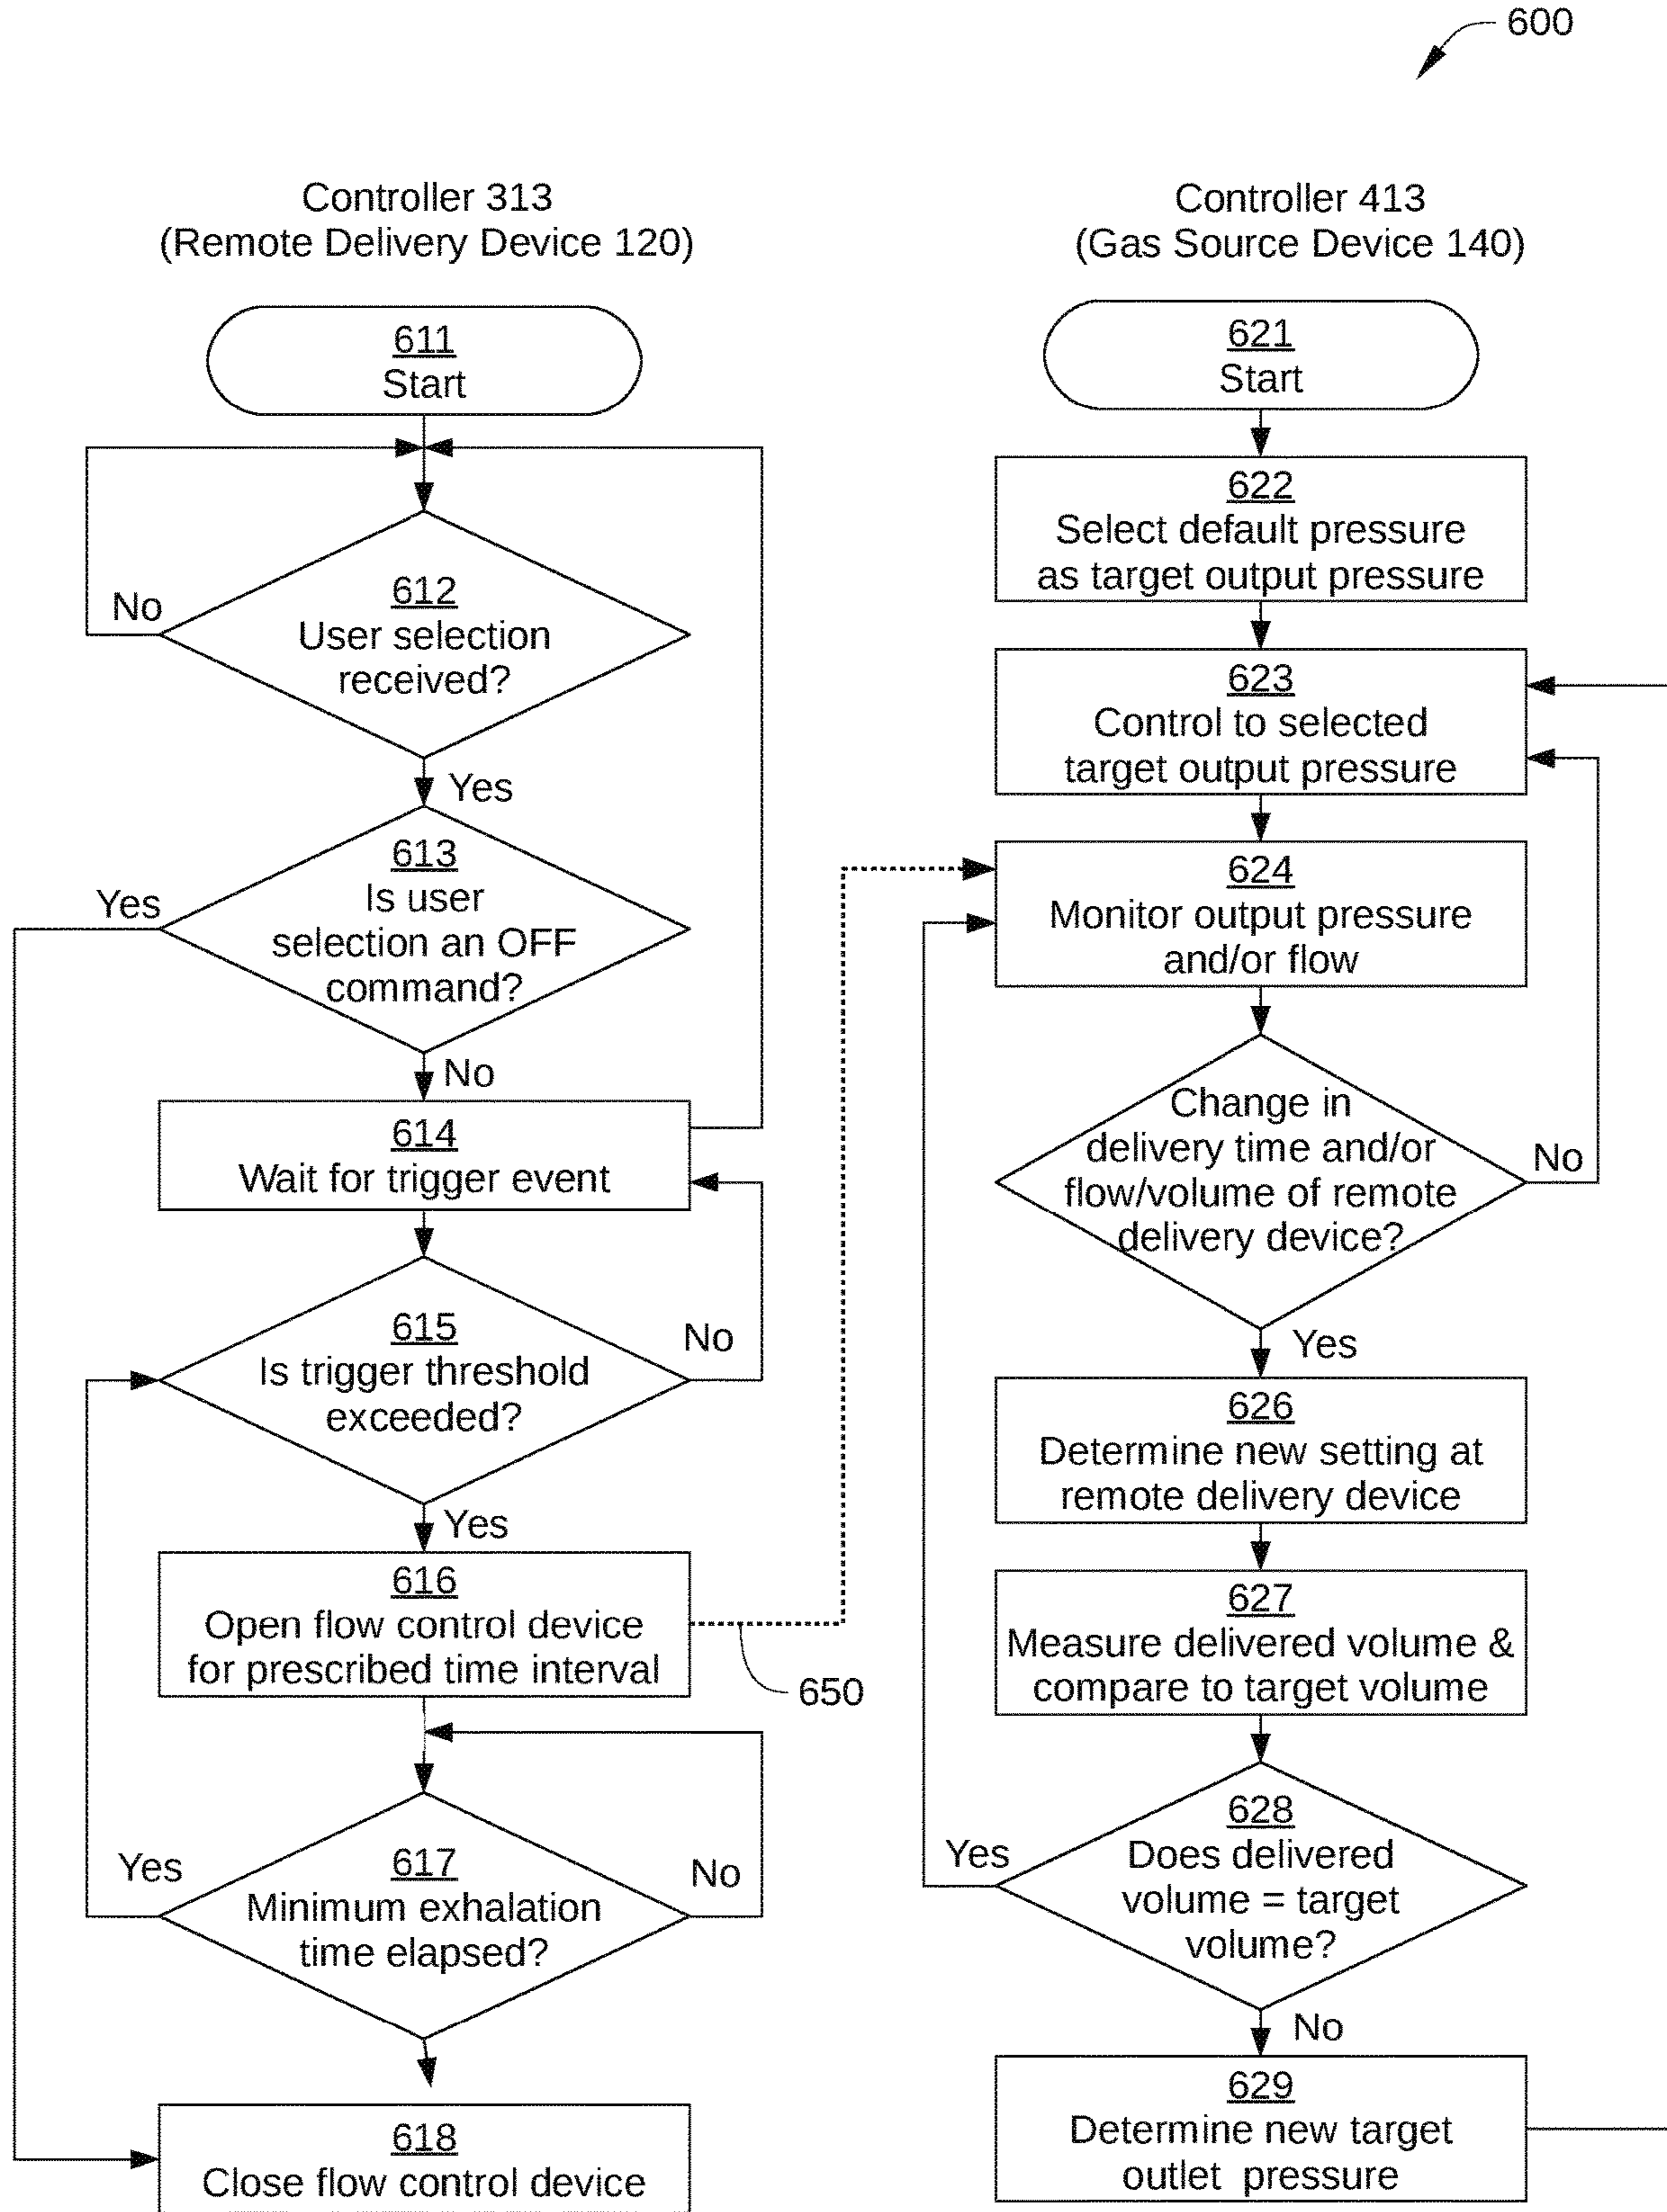 600
Controller 313
(Remote Delivery Device 120)
611
Start
612
User selection
received?
No
Yes
613
Is user
selection an OFF
command?
Yes
No
614
Wait for trigger event
615
Is trigger threshold
exceeded?
No
Yes
616
Open flow control device
for prescribed time interval
650
617
Minimum exhalation
time elapsed?
Yes
No
618
Close flow control device
Controller 413
(Gas Source Device 140)
621
Start
622
Select default pressure
as target output pressure
623
Control to selected
target output pressure
624
Monitor output pressure
and/or flow
Change in
delivery time and/or
flow/volume of remote
delivery device?
No
Yes
626
Determine new setting at
remote delivery device
627
Measure delivered volume &
compare to target volume
628
Does delivered
volume = target
volume?
Yes
No
629
Determine new target
outlet pressure